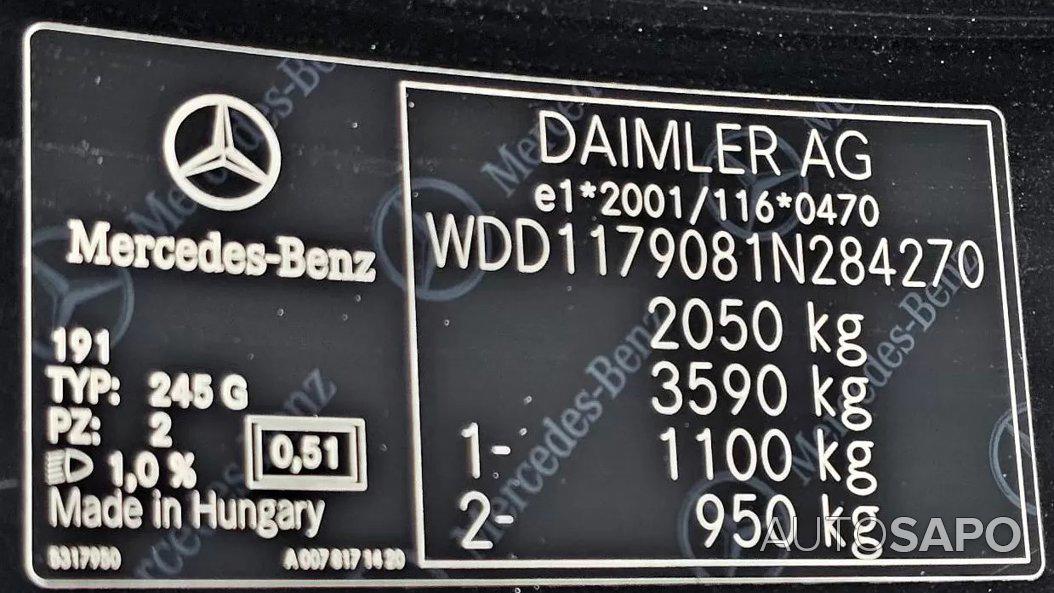 Mercedes-Benz
191
TYP: 245 G
PZ: 2
1,0 %
0,51
Made in Hungary
A 007 817 14 20
DAIMLER AG
e1*2001/116*0470
WDD1179081N284270
2050 kg
3590 kg
1- 1100 kg
2- 950 kg
AUTOSAPO